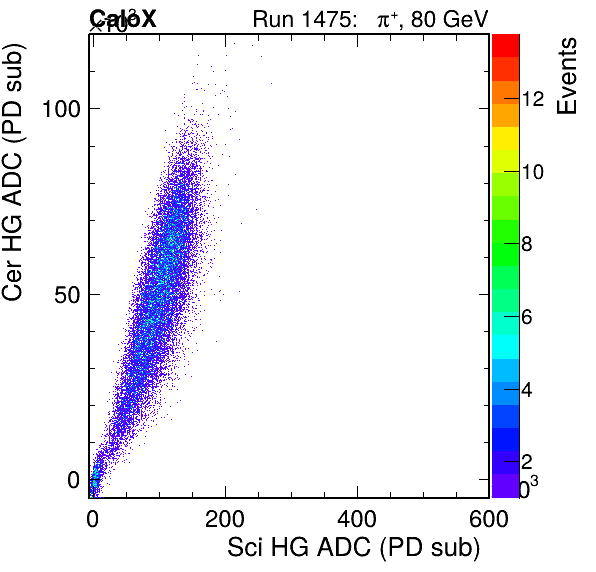 CaloX Run 1475: π⁺, 80 GeV
×10³
Cer HG ADC (PD sub)
100
50
0
0 200 400 600
Sci HG ADC (PD sub)
Events
12
10
8
6
4
2